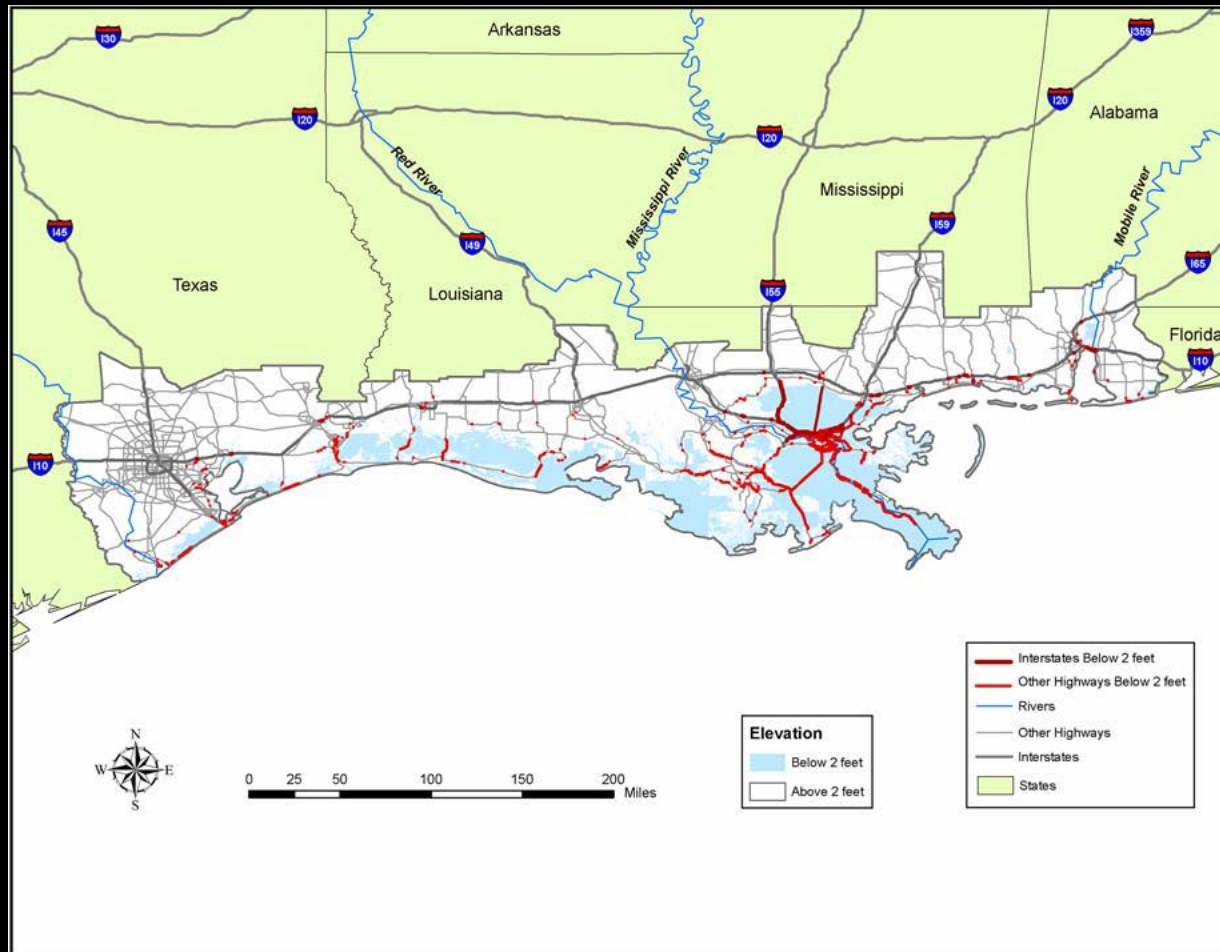 Arkansas
I30
I359
I20
I20
I20
Alabama
Red River
Mississippi River
Mississippi
Mobile River
I45
I49
I59
I65
Texas
Louisiana
I55
Florida
I10
I10
Interstates Below 2 feet
Other Highways Below 2 feet
Rivers
Other Highways
Interstates
States
Elevation
Below 2 feet
Above 2 feet
N
W E
S
0 25 50 100 150 200
Miles